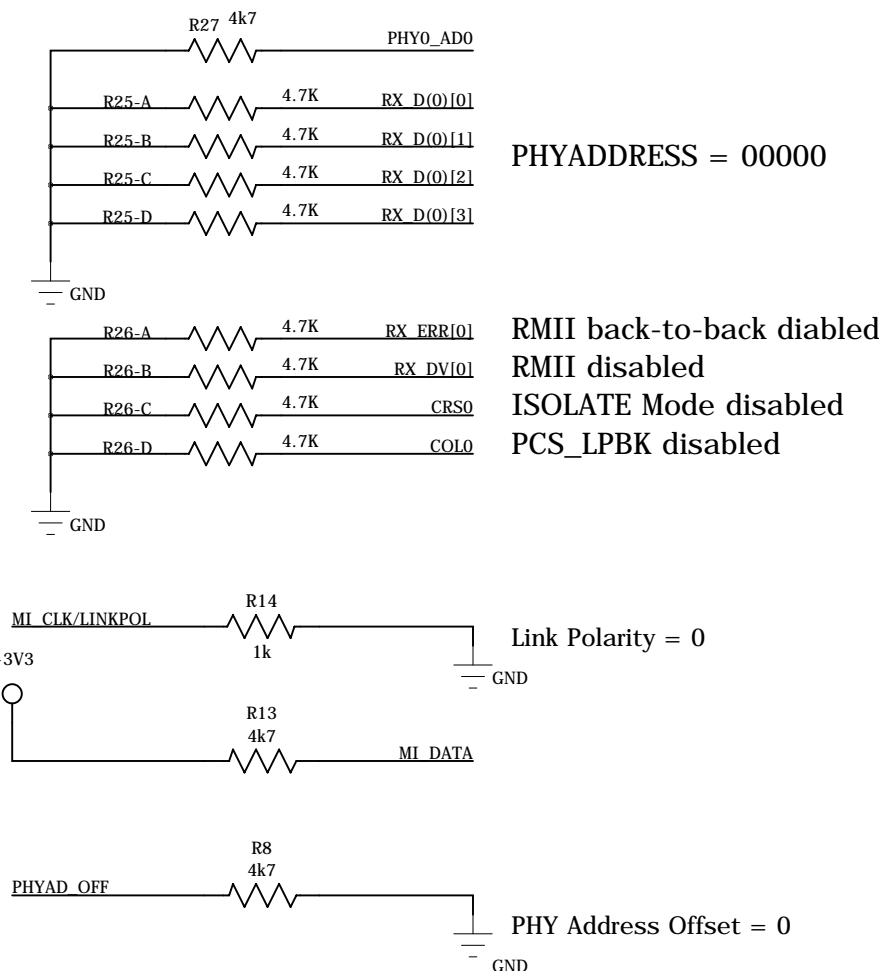 R27 4k7 PHY0_AD0
R25-A 4.7K RX_D(0)[0]
R25-B 4.7K RX_D(0)[1]
R25-C 4.7K RX_D(0)[2]
R25-D 4.7K RX_D(0)[3]
PHYADDRESS = 00000
GND
R26-A 4.7K RX_ERR[0] RMII back-to-back diabled
R26-B 4.7K RX_DV[0] RMII disabled
R26-C 4.7K CRS0 ISOLATE Mode disabled
R26-D 4.7K COL0 PCS_LPBK disabled
GND
R14
MI_CLK/LINKPOL
1k
Link Polarity = 0
GND
3V3
R13
4k7
MI_DATA
R8
4k7
PHYAD_OFF
PHY Address Offset = 0
GND